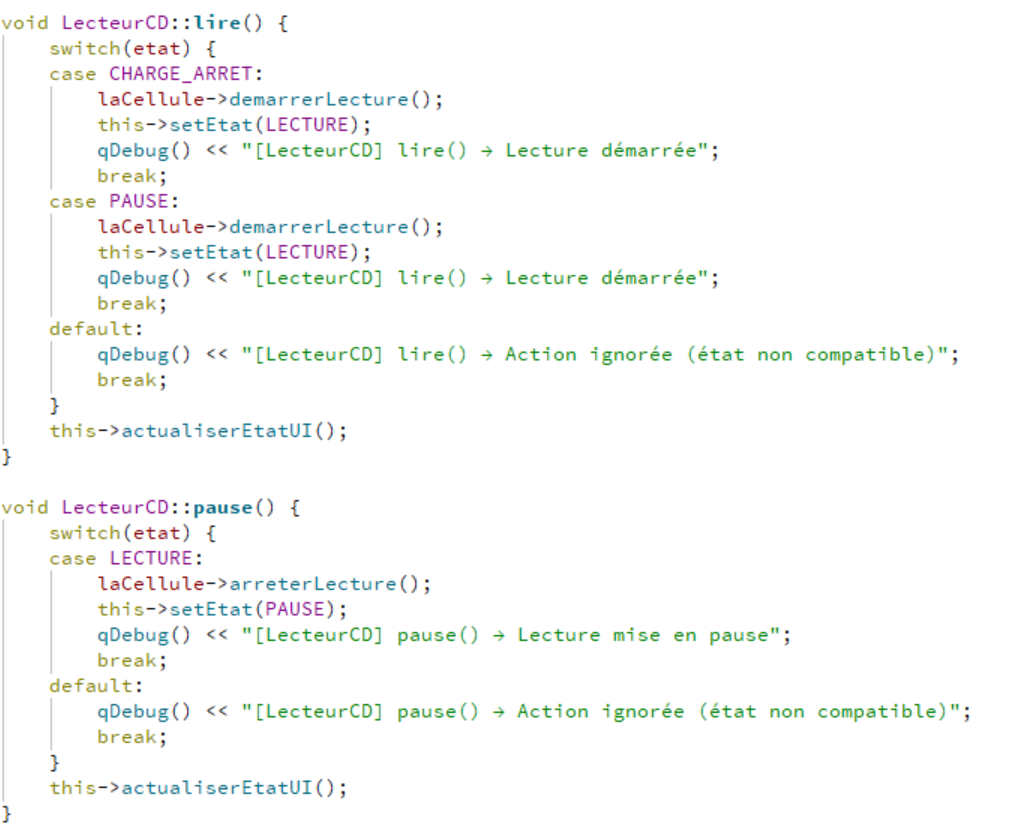 void LecteurCD::lire() {
    switch(etat) {
    case CHARGE_ARRET:
        laCellule->demarrerLecture();
        this->setEtat(LECTURE);
        qDebug() << "[LecteurCD] lire() → Lecture démarrée";
        break;
    case PAUSE:
        laCellule->demarrerLecture();
        this->setEtat(LECTURE);
        qDebug() << "[LecteurCD] lire() → Lecture démarrée";
        break;
    default:
        qDebug() << "[LecteurCD] lire() → Action ignorée (état non compatible)";
        break;
    }
    this->actualiserEtatUI();
}

void LecteurCD::pause() {
    switch(etat) {
    case LECTURE:
        laCellule->arreterLecture();
        this->setEtat(PAUSE);
        qDebug() << "[LecteurCD] pause() → Lecture mise en pause";
        break;
    default:
        qDebug() << "[LecteurCD] pause() → Action ignorée (état non compatible)";
        break;
    }
    this->actualiserEtatUI();
}